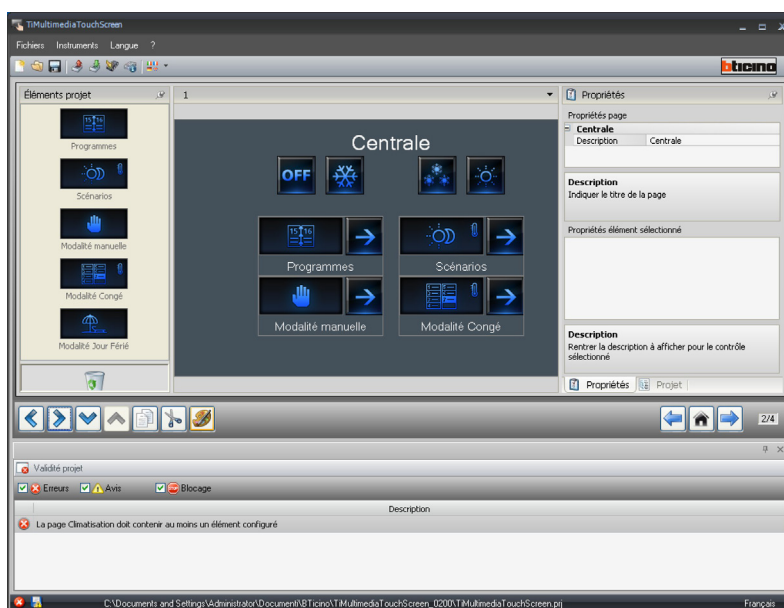 TiMultimediaTouchScreen
Fichiers Instruments Langue ?
bticino
Éléments projet
1
Propriétés
Programmes
Scénarios
Modalité manuelle
Modalité Congé
Modalité Jour Férié
Centrale
OFF
15 16
Programmes
Scénarios
Modalité manuelle
Modalité Congé
Propriétés page
Centrale
Description Centrale
Description
Indiquer le titre de la page
Propriétés élément sélectionné
Description
Rentrer la description à afficher pour le contrôle
sélectionné
Propriétés Projet
2/4
Validité projet
Erreurs Avis Blocage
Description
La page Climatisation doit contenir au moins un élément configuré
C:\Documents and Settings\Administrator\Documenti\BTicino\TiMultimediaTouchScreen_0200\TiMultimediaTouchScreen.prj
Français